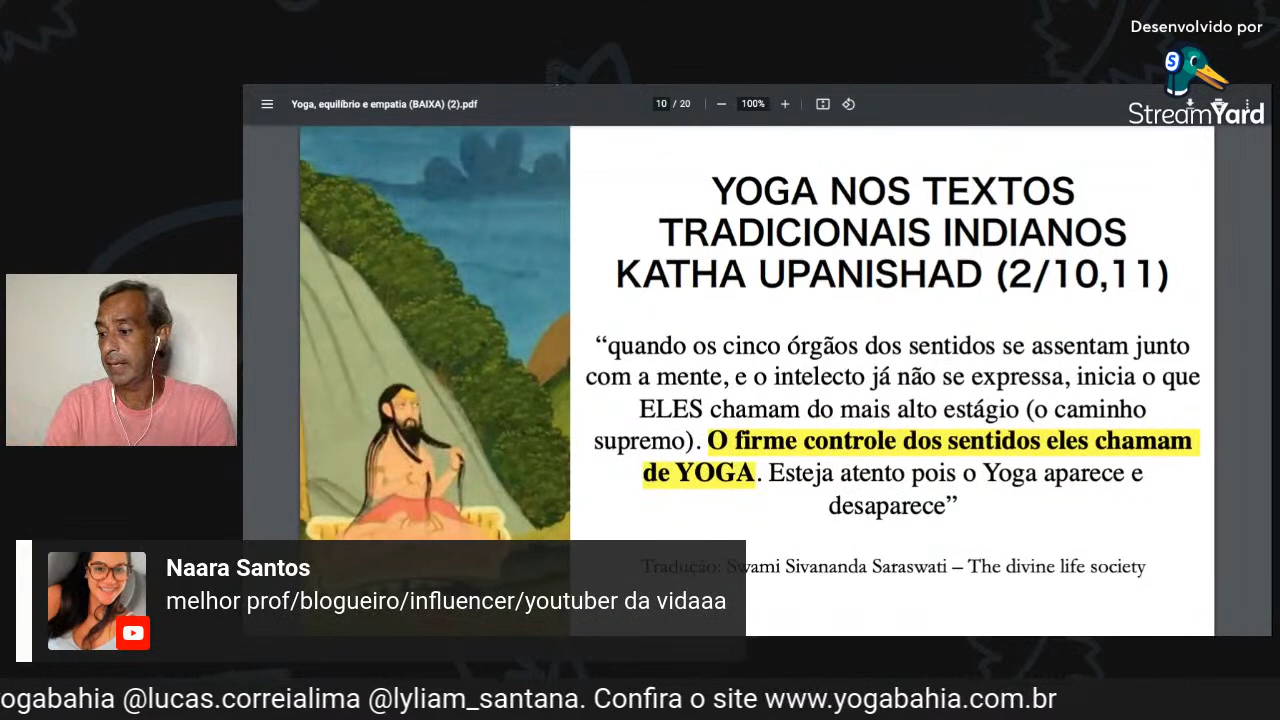 Desenvolvido por
StreamYard
Yoga, equilíbrio e empatia (BAIXA) (2).pdf
10 / 20
100%
YOGA NOS TEXTOS
TRADICIONAIS INDIANOS
KATHA UPANISHAD (2/10,11)
“quando os cinco órgãos dos sentidos se assentam junto
com a mente, e o intelecto já não se expressa, inicia o que
ELES chamam do mais alto estágio (o caminho
supremo). O firme controle dos sentidos eles chamam
de YOGA. Esteja atento pois o Yoga aparece e
desaparece”
Tradução: Swami Sivananda Saraswati – The divine life society
Naara Santos
melhor prof/blogueiro/influencer/youtuber da vidaaa
yogabahia @lucas.correialima @lyliam_santana. Confira o site www.yogabahia.com.br